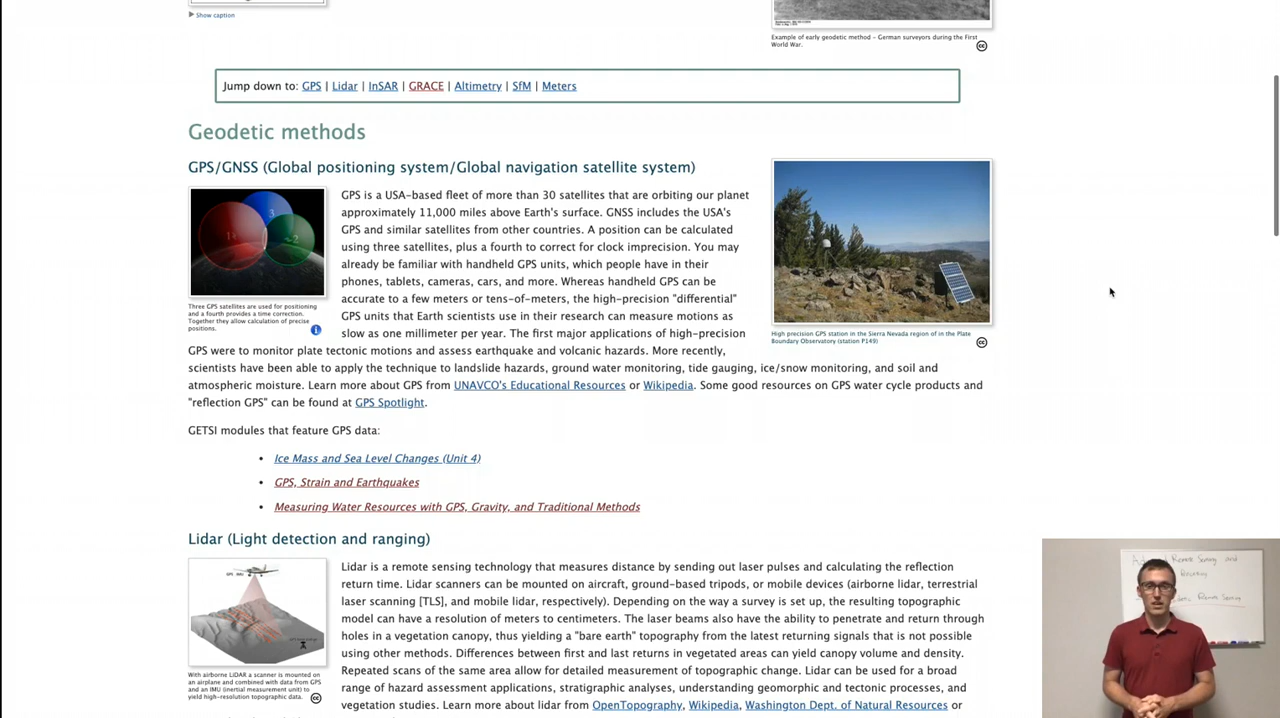 Show caption
Example of early geodetic method - German surveyors during the First
World War.
Jump down to: GPS | Lidar | InSAR | GRACE | Altimetry | SfM | Meters
Geodetic methods
GPS/GNSS (Global positioning system/Global navigation satellite system)
GPS is a USA-based fleet of more than 30 satellites that are orbiting our planet
approximately 11,000 miles above Earth's surface. GNSS includes the USA's
GPS and similar satellites from other countries. A position can be calculated
using three satellites, plus a fourth to correct for clock imprecision. You may
already be familiar with handheld GPS units, which people have in their
phones, tablets, cameras, cars, and more. Whereas handheld GPS can be
accurate to a few meters or tens-of-meters, the high-precision "differential"
GPS units that Earth scientists use in their research can measure motions as
slow as one millimeter per year. The first major applications of high-precision
GPS were to monitor plate tectonic motions and assess earthquake and volcanic hazards. More recently,
scientists have been able to apply the technique to landslide hazards, ground water monitoring, tide gauging, ice/snow monitoring, and soil and
atmospheric moisture. Learn more about GPS from UNAVCO's Educational Resources or Wikipedia. Some good resources on GPS water cycle products and
"reflection GPS" can be found at GPS Spotlight.
1
3
2
Three GPS satellites are used for positioning
and a fourth provides a time correction.
Together they allow calculation of precise
positions.
High precision GPS station in the Sierra Nevada region of in the Plate
Boundary Observatory (station P149)
GETSI modules that feature GPS data:
• Ice Mass and Sea Level Changes (Unit 4)
• GPS, Strain and Earthquakes
• Measuring Water Resources with GPS, Gravity, and Traditional Methods
Lidar (Light detection and ranging)
GPS IMU
Lidar is a remote sensing technology that measures distance by sending out laser pulses and calculating the reflection
return time. Lidar scanners can be mounted on aircraft, ground-based tripods, or mobile devices (airborne lidar, terrestrial
laser scanning [TLS], and mobile lidar, respectively). Depending on the way a survey is set up, the resulting topographic
model can have a resolution of meters to centimeters. The laser beams also have the ability to penetrate and return through
holes in a vegetation canopy, thus yielding a "bare earth" topography from the latest returning signals that is not possible
using other methods. Differences between first and last returns in vegetated areas can yield canopy volume and density.
Repeated scans of the same area allow for detailed measurement of topographic change. Lidar can be used for a broad
range of hazard assessment applications, stratigraphic analyses, understanding geomorphic and tectonic processes, and
vegetation studies. Learn more about lidar from OpenTopography, Wikipedia, Washington Dept. of Natural Resources or
With airborne LiDAR a scanner is mounted on
an airplane and combined with data from GPS
and an IMU (inertial measurement unit) to
yield high-resolution topographic data.
Remote Sensing and
Remote Sensing